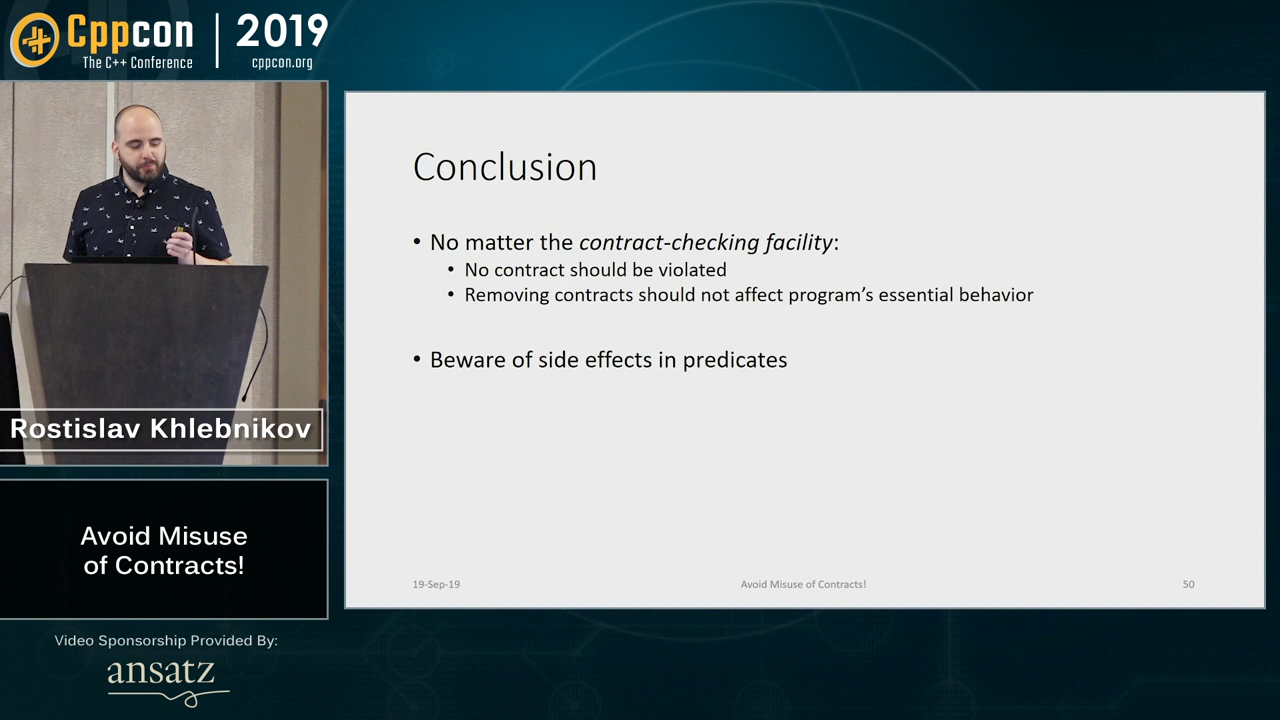 Cppcon
The C++ Conference
2019
cppcon.org
Conclusion
• No matter the contract-checking facility:
• No contract should be violated
• Removing contracts should not affect program’s essential behavior
• Beware of side effects in predicates
19-Sep-19
Avoid Misuse of Contracts!
50
Rostislav Khlebnikov
Avoid Misuse
of Contracts!
Video Sponsorship Provided By:
ansatz